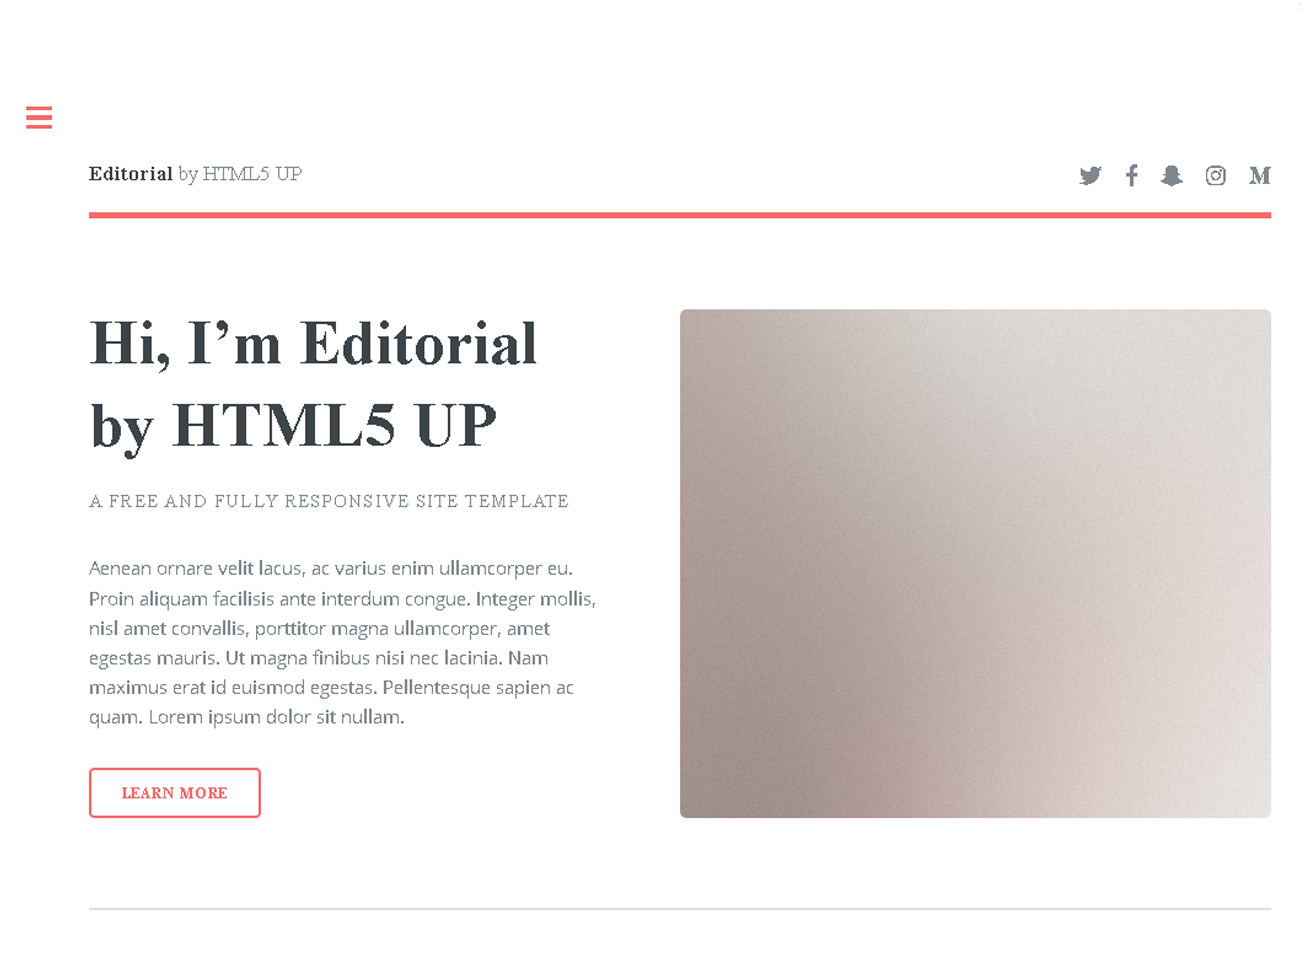 Editorial by HTML5 UP
M
Hi, I’m Editorial
by HTML5 UP
A FREE AND FULLY RESPONSIVE SITE TEMPLATE
Aenean ornare velit lacus, ac varius enim ullamcorper eu.
Proin aliquam facilisis ante interdum congue. Integer mollis,
nisl amet convallis, porttitor magna ullamcorper, amet
egestas mauris. Ut magna finibus nisi nec lacinia. Nam
maximus erat id euismod egestas. Pellentesque sapien ac
quam. Lorem ipsum dolor sit nullam.
LEARN MORE